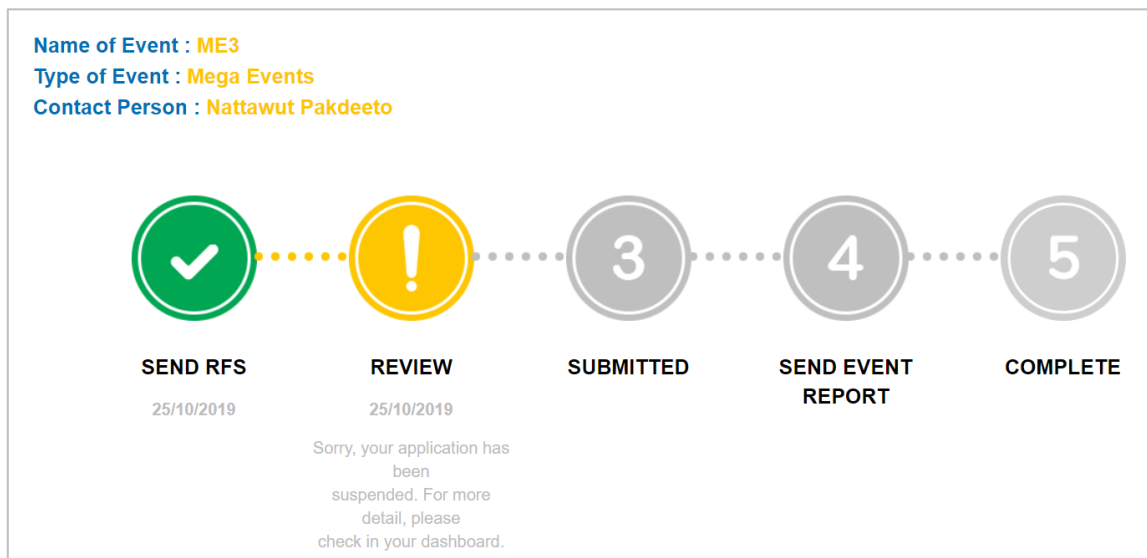 Name of Event : ME3
Type of Event : Mega Events
Contact Person : Nattawut Pakdeeto
3
4
5
SEND RFS
REVIEW
SUBMITTED
SEND EVENT
REPORT
COMPLETE
25/10/2019
25/10/2019
Sorry, your application has
been
suspended. For more
detail, please
check in your dashboard.